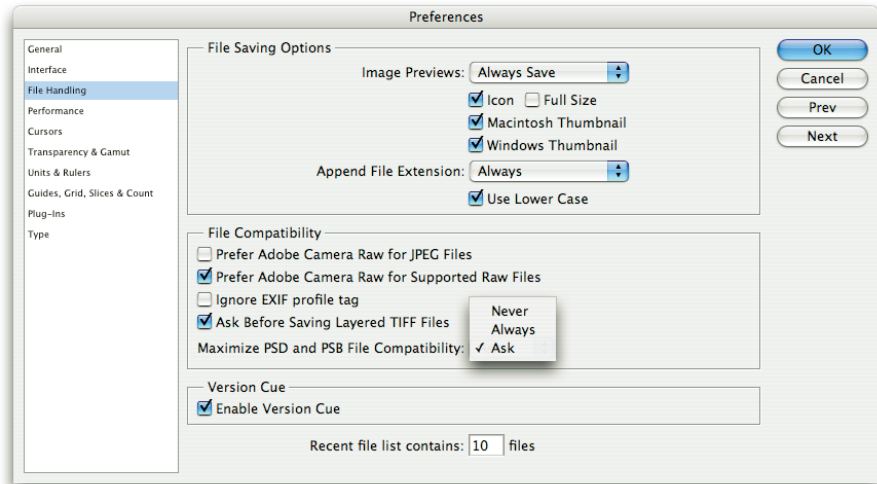 Preferences
General
Interface
File Handling
Performance
Cursors
Transparency & Gamut
Units & Rulers
Guides, Grid, Slices & Count
Plug-Ins
Type
File Saving Options
Image Previews: Always Save
Icon Full Size
Macintosh Thumbnail
Windows Thumbnail
Append File Extension: Always
Use Lower Case
File Compatibility
Prefer Adobe Camera Raw for JPEG Files
Prefer Adobe Camera Raw for Supported Raw Files
Ignore EXIF profile tag
Ask Before Saving Layered TIFF Files
Maximize PSD and PSB File Compatibility:
Never
Always
✓ Ask
Version Cue
Enable Version Cue
Recent file list contains: 10 files
OK
Cancel
Prev
Next